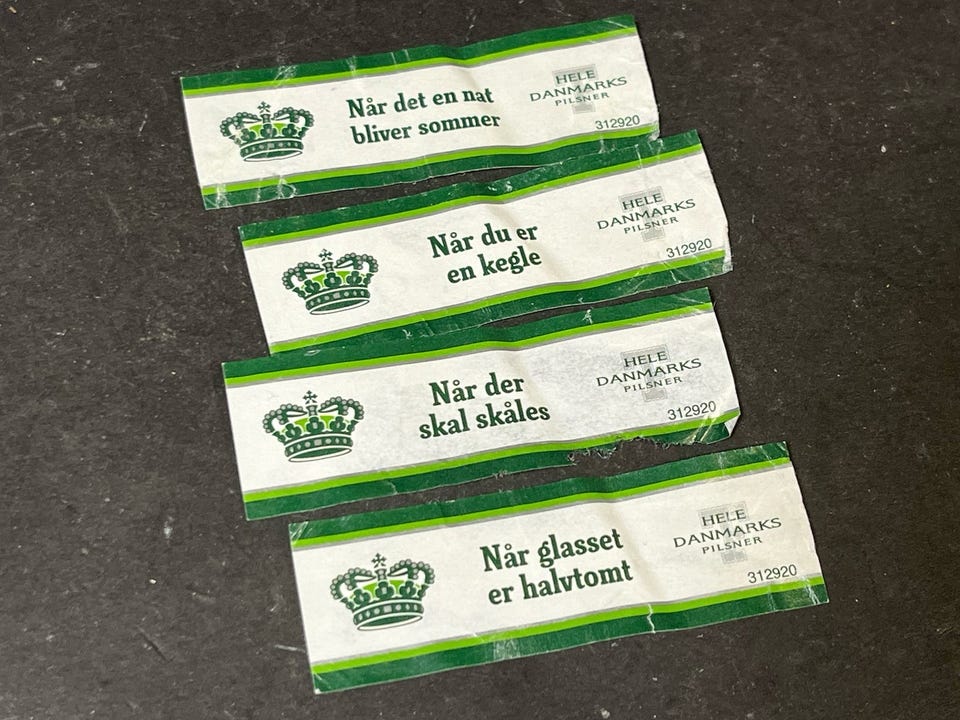 Når det en nat
bliver sommer
HELE
DANMARKS
PILSNER
312920
Når du er
en kegle
HELE
DANMARKS
PILSNER
312920
Når der
skal skåles
HELE
DANMARKS
PILSNER
312920
Når glasset
er halvtomt
HELE
DANMARKS
PILSNER
312920